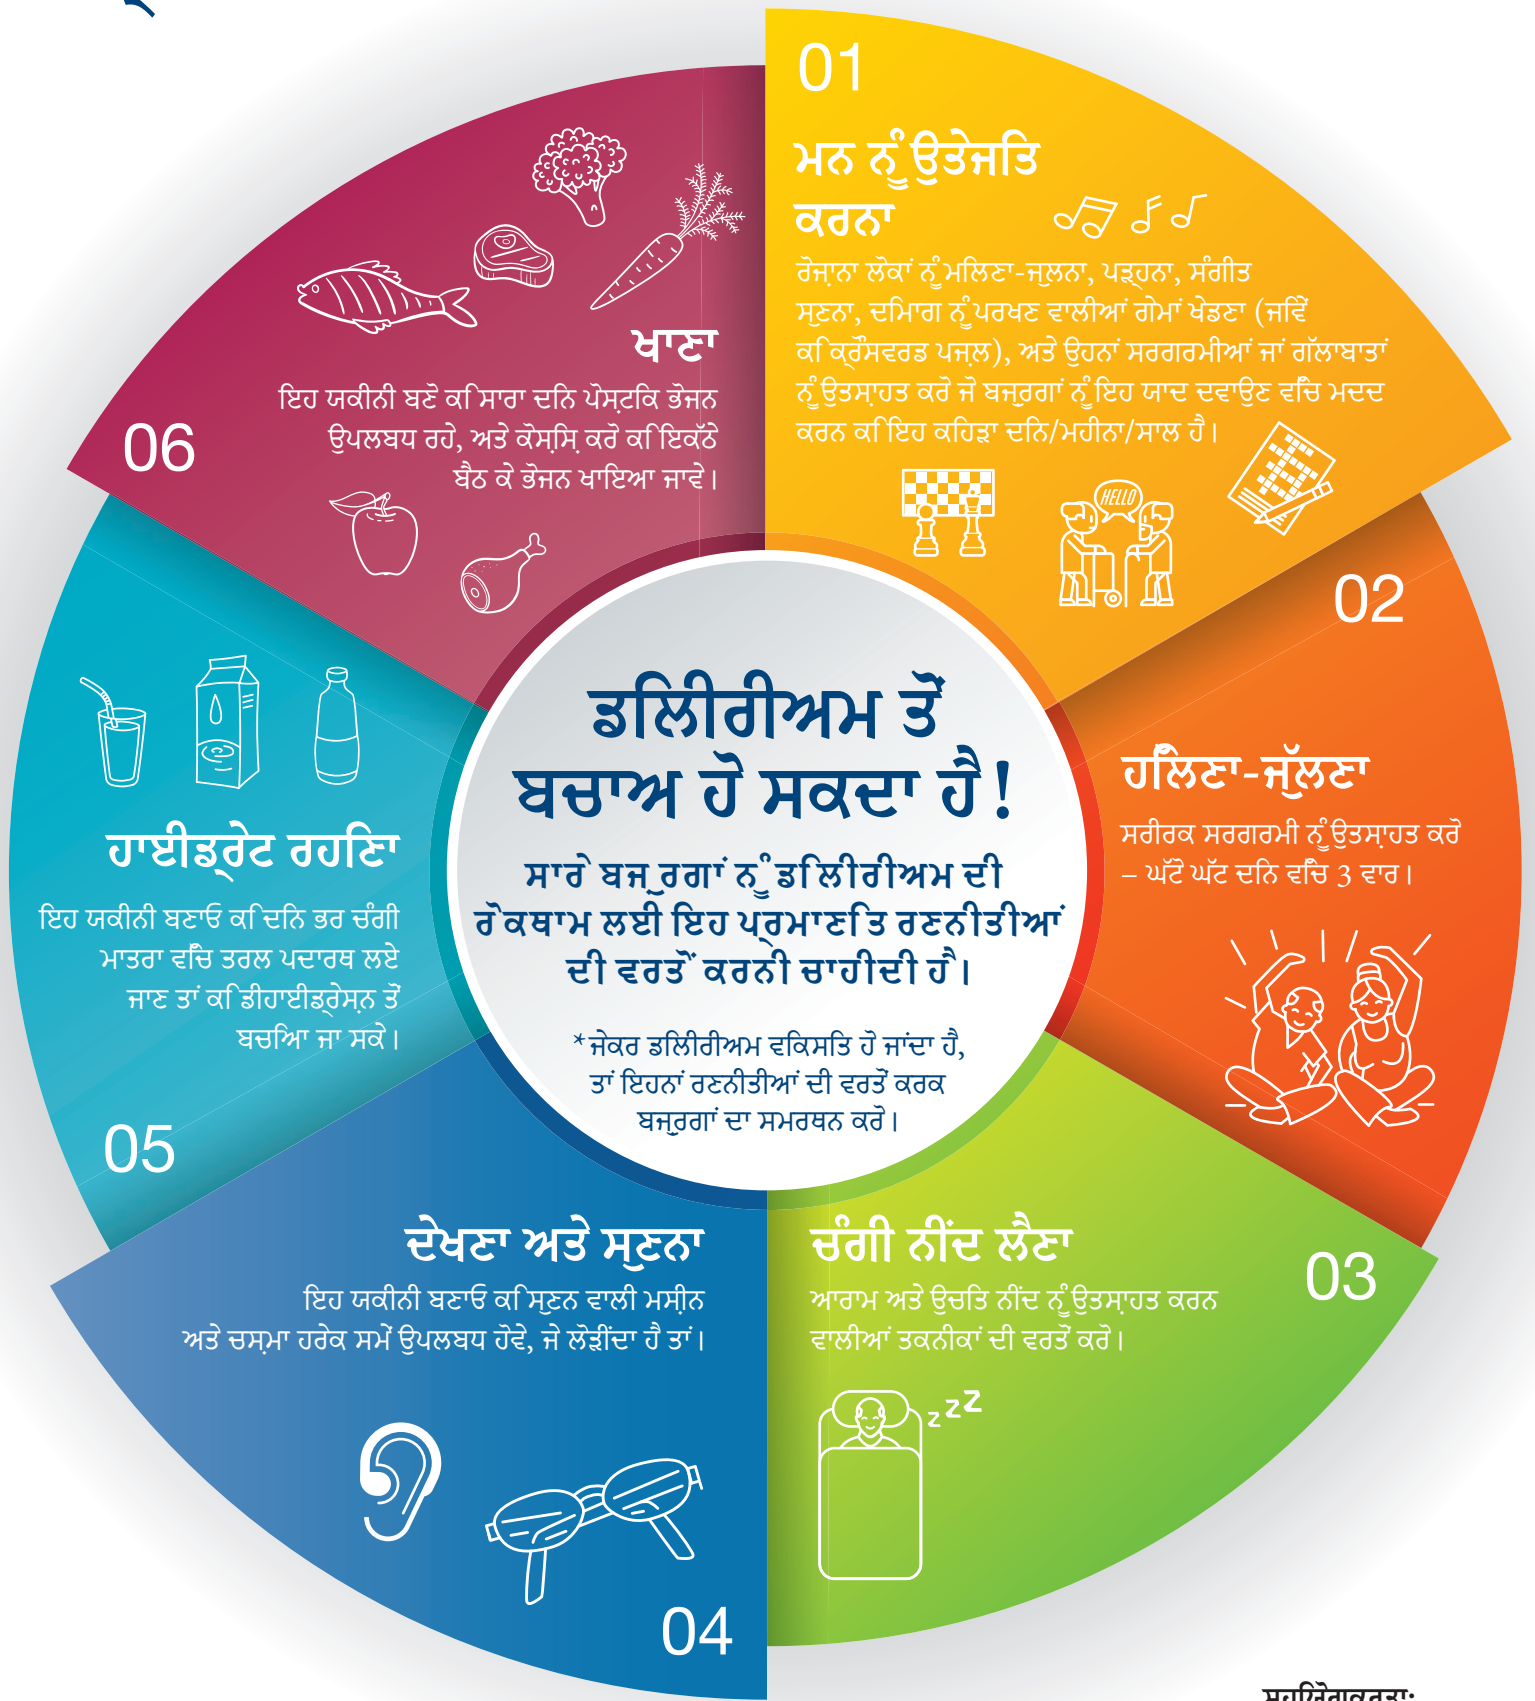 01
ਮਨ ਨੂੰ ਉਤੇਜਤਿ
ਕਰਨਾ
ਰੋਜ਼ਾਨਾ ਲੋਕਾਂ ਨੂੰ ਮਲਿਣਾ-ਜੁਲਨਾ, ਪੜ੍ਹਨਾ, ਸੰਗੀਤ
ਸੁਣਨਾ, ਦਮਿਾਗ ਨੂੰ ਪਰਖਣ ਵਾਲੀਆਂ ਗੇਮਾਂ ਖੇਡਣਾ (ਜਵਿੇਂ
ਕ ਿਕ੍ਰੌਸਵਰਡ ਪਜ਼ਲ), ਅਤੇ ਉਹਨਾਂ ਸਰਗਰਮੀਆਂ ਜਾਂ ਗੱਲਾਬਾਤਾਂ
ਨੂੰ ਉਤਸ਼ਾਹਤ ਕਰੋ ਜੋ ਬਜ਼ੁਰਗਾਂ ਨੂੰ ਇਹ ਯਾਦ ਦਵਾਉਣ ਵਚਿੱ ਮਦਦ
ਕਰਨ ਕ ਿਇਹ ਕਹਿੜਾ ਦਨਿ/ਮਹੀਨਾ/ਸਾਲ ਹੈ।
HELLO
02
ਹਲਿੱਣਾ-ਜੁੱਲਣਾ
ਸਰੀਰਕ ਸਰਗਰਮੀ ਨੂੰ ਉਤਸ਼ਾਹਤ ਕਰੋ
– ਘੱਟੋ ਘੱਟ ਦਨਿ ਵਚਿੱ 3 ਵਾਰ।
03
ਚੰਗੀ ਨੀਂਦ ਲੈਣਾ
ਆਰਾਮ ਅਤੇ ਉਚਤਿ ਨੀਂਦ ਨੂੰ ਉਤਸ਼ਾਹਤ ਕਰਨ
ਵਾਲੀਆਂ ਤਕਨੀਕਾਂ ਦੀ ਵਰਤੋਂ ਕਰੋ।
z z z
04
ਦੇਖਣਾ ਅਤੇ ਸੁਣਨਾ
ਇਹ ਯਕੀਨੀ ਬਣਾਓ ਕ ਿਸੁਣਨ ਵਾਲੀ ਮਸ਼ੀਨ
ਅਤੇ ਚਸ਼ਮਾ ਹਰੇਕ ਸਮੇਂ ਉਪਲਬਧ ਹੋਵੇ, ਜੇ ਲੋੜੀਂਦਾ ਹੈ ਤਾਂ।
05
ਹਾਈਡ੍ਰੇਟ ਰਹਣਿਾ
ਇਹ ਯਕੀਨੀ ਬਣਾਓ ਕ ਿਦਨਿ ਭਰ ਚੰਗੀ
ਮਾਤਰਾ ਵਚਿੱ ਤਰਲ ਪਦਾਰਥ ਲਏ
ਜਾਣ ਤਾਂ ਕ ਿਡੀਹਾਈਡ੍ਰੇਸ਼ਨ ਤੋਂ
ਬਚਆਿ ਜਾ ਸਕੇ।
06
ਖਾਣਾ
ਇਹ ਯਕੀਨੀ ਬਣੋ ਕ ਿਸਾਰਾ ਦਨਿ ਪੋਸ਼ਟਕਿ ਭੋਜਨ
ਉਪਲਬਧ ਰਹੇ, ਅਤੇ ਕੋਸ਼ਸ਼ਿ ਕਰੋ ਕ ਿਇਕੱਠੇ
ਬੈਠ ਕੇ ਭੋਜਨ ਖਾਇਆ ਜਾਵੇ।
ਡਲਿੀਰੀਅਮ ਤੋਂ
ਬਚਾਅ ਹੋ ਸਕਦਾ ਹੈ!
ਸਾਰੇ ਬਜ਼ੁਰਗਾਂ ਨੂੰ ਡਲਿੀਰੀਅਮ ਦੀ
ਰੋਕਥਾਮ ਲਈ ਇਹ ਪ੍ਰਮਾਣਤਿ ਰਣਨੀਤੀਆਂ
ਦੀ ਵਰਤੋਂ ਕਰਨੀ ਚਾਹੀਦੀ ਹੈ।
*ਜੇਕਰ ਡਲਿੀਰੀਅਮ ਵਕਿਸਤਿ ਹੋ ਜਾਂਦਾ ਹੈ,
ਤਾਂ ਇਹਨਾਂ ਰਣਨੀਤੀਆਂ ਦੀ ਵਰਤੋਂ ਕਰਕ
ਬਜ਼ੁਰਗਾਂ ਦਾ ਸਮਰਥਨ ਕਰੋ।